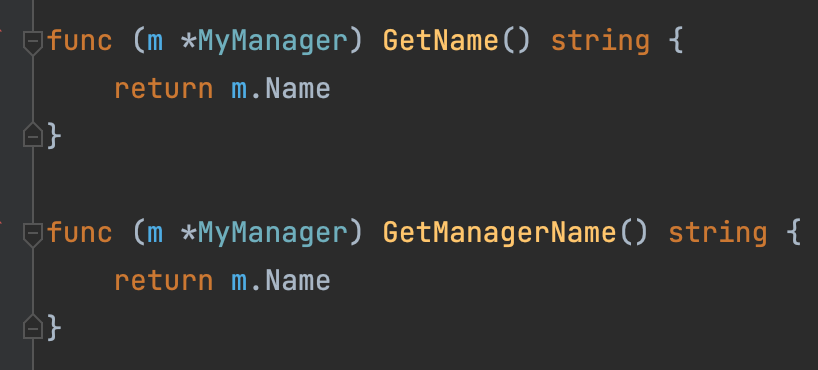 func (m *MyManager) GetName() string {
    return m.Name
}

func (m *MyManager) GetManagerName() string {
    return m.Name
}